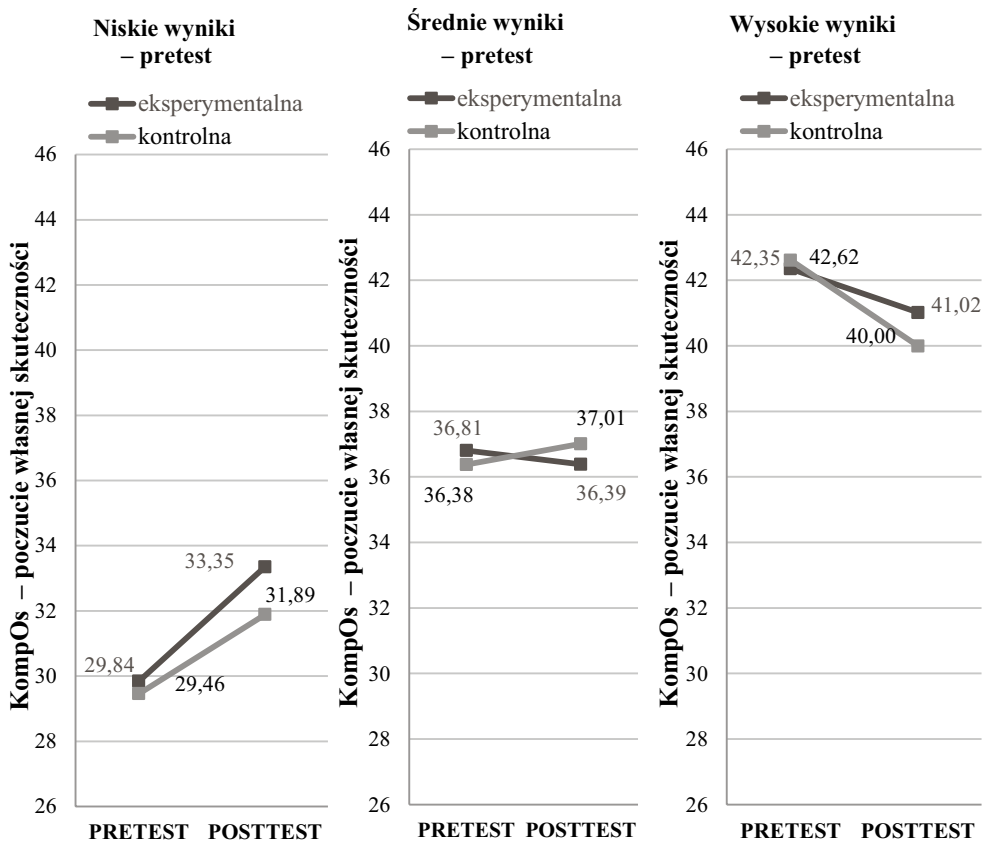 Niskie wyniki
– pretest
eksperymentalna
kontrolna
KompOs – poczucie własnej skuteczności
46
44
42
40
38
36
34
32
30
28
26
33,35
31,89
29,84
29,46
PRETEST POSTTEST
Średnie wyniki
– pretest
eksperymentalna
kontrolna
KompOs – poczucie własnej skuteczności
46
44
42
40
38
36
34
32
30
28
26
37,01
36,81
36,38
36,39
PRETEST POSTTEST
Wysokie wyniki
– pretest
eksperymentalna
kontrolna
KompOs – poczucie własnej skuteczności
46
44
42
40
38
36
34
32
30
28
26
42,35 42,62
41,02
40,00
PRETEST POSTTEST